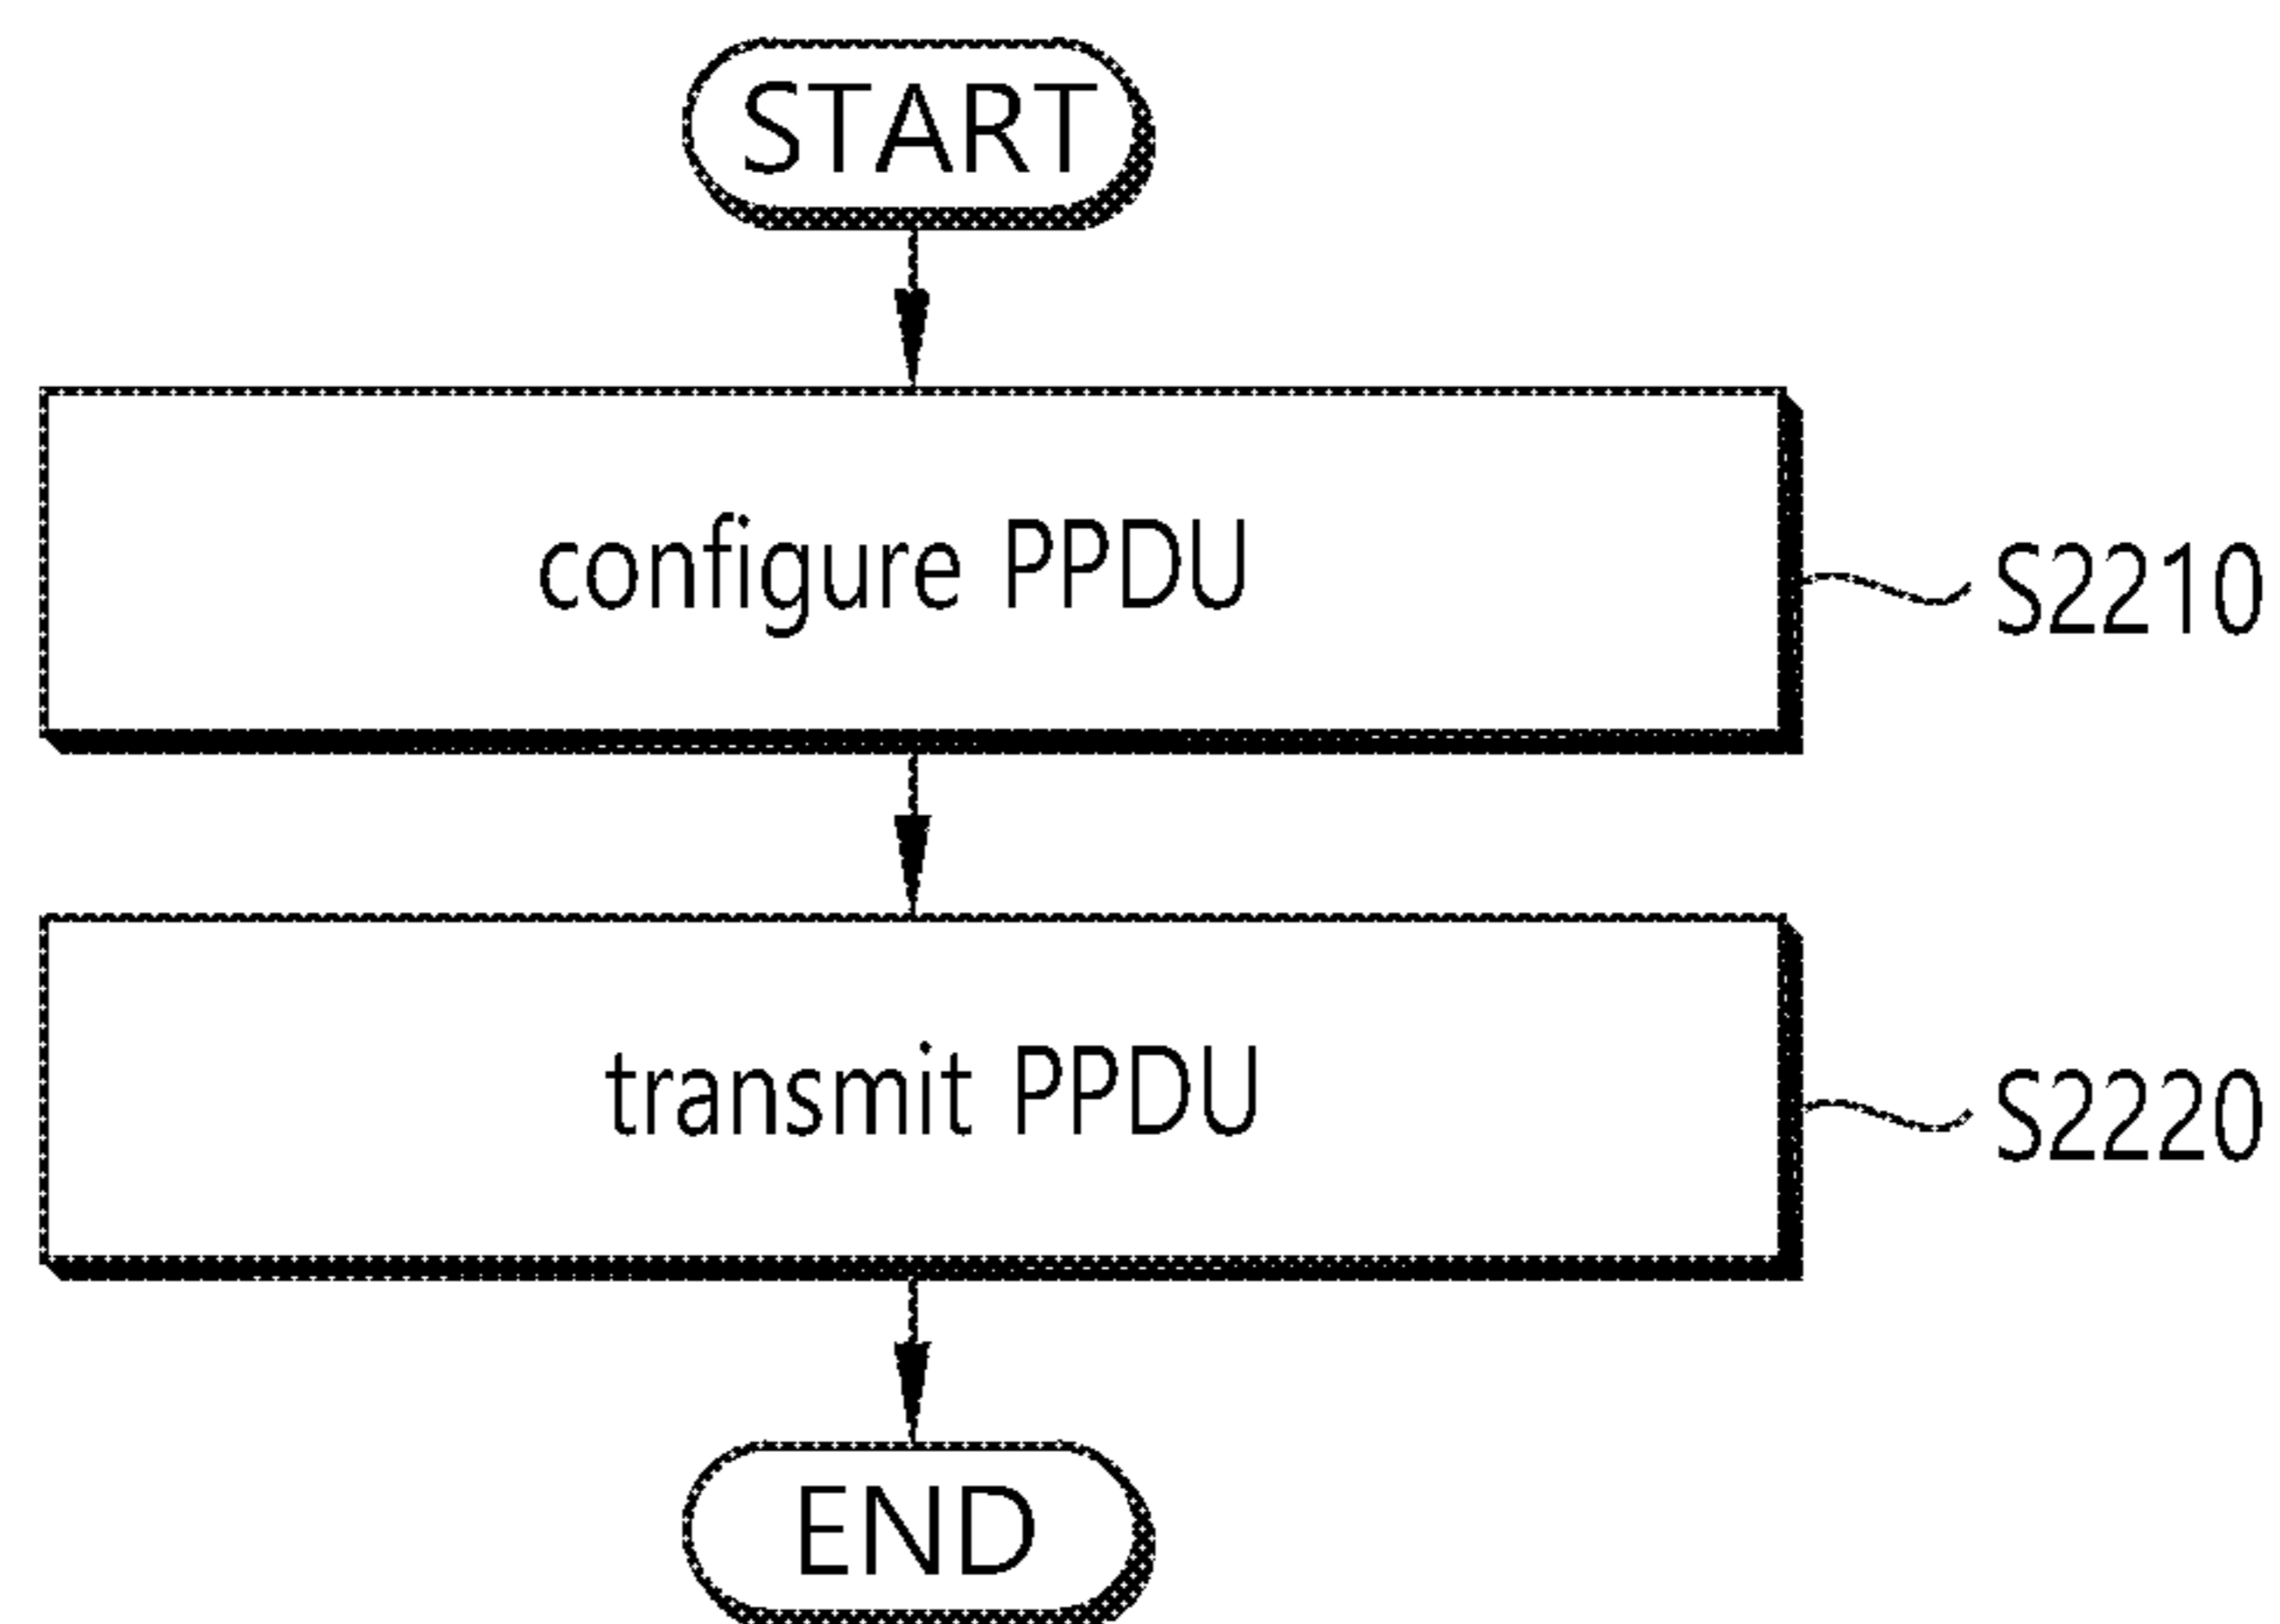 START
configure PPDU
S2210
transmit PPDU
S2220
END